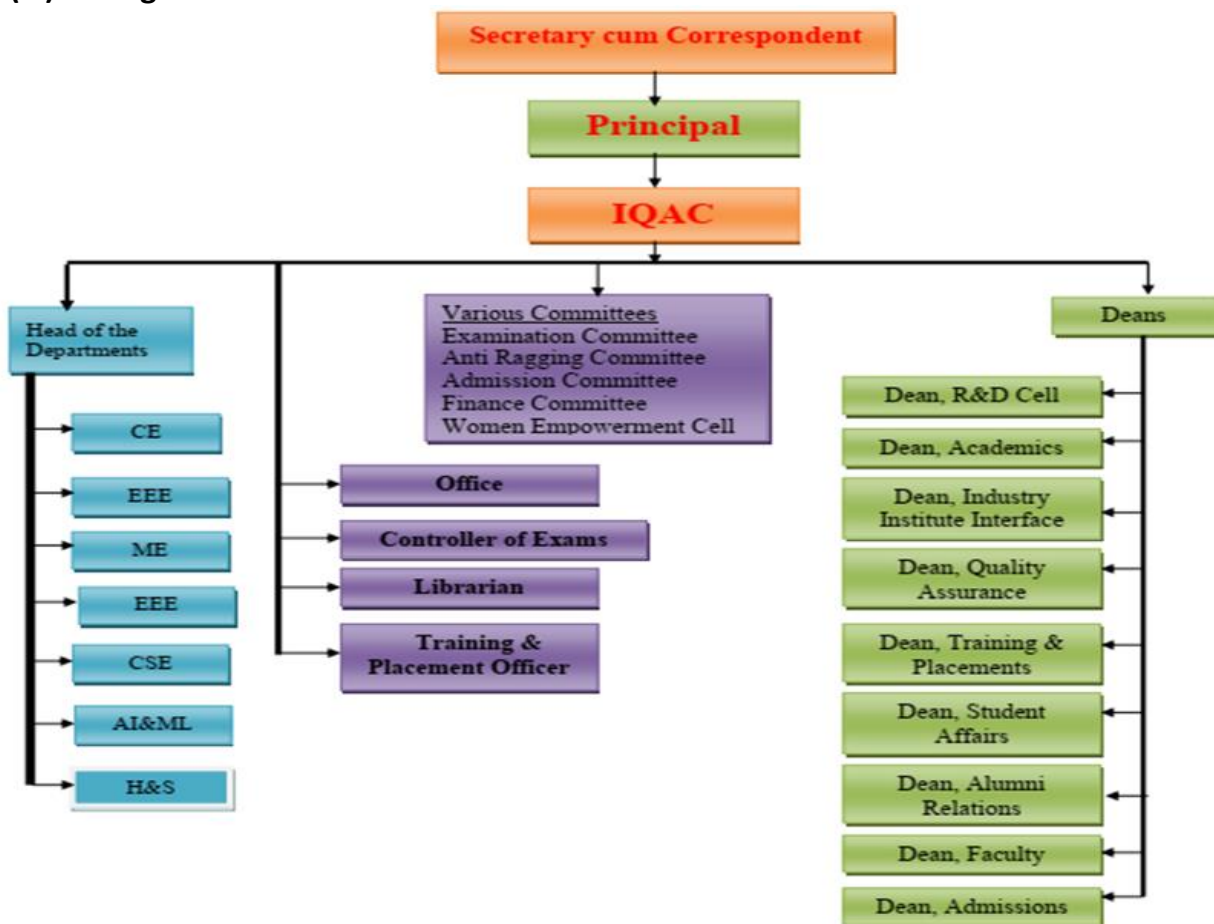 Secretary cum Correspondent
Principal
IQAC
Head of the
Departments
CE
EEE
ME
EEE
CSE
AI&ML
H&S
Various Committees
Examination Committee
Anti Ragging Committee
Admission Committee
Finance Committee
Women Empowerment Cell
Office
Controller of Exams
Librarian
Training &
Placement Officer
Deans
Dean, R&D Cell
Dean, Academics
Dean, Industry
Institute Interface
Dean, Quality
Assurance
Dean, Training &
Placements
Dean, Student
Affairs
Dean, Alumni
Relations
Dean, Faculty
Dean, Admissions